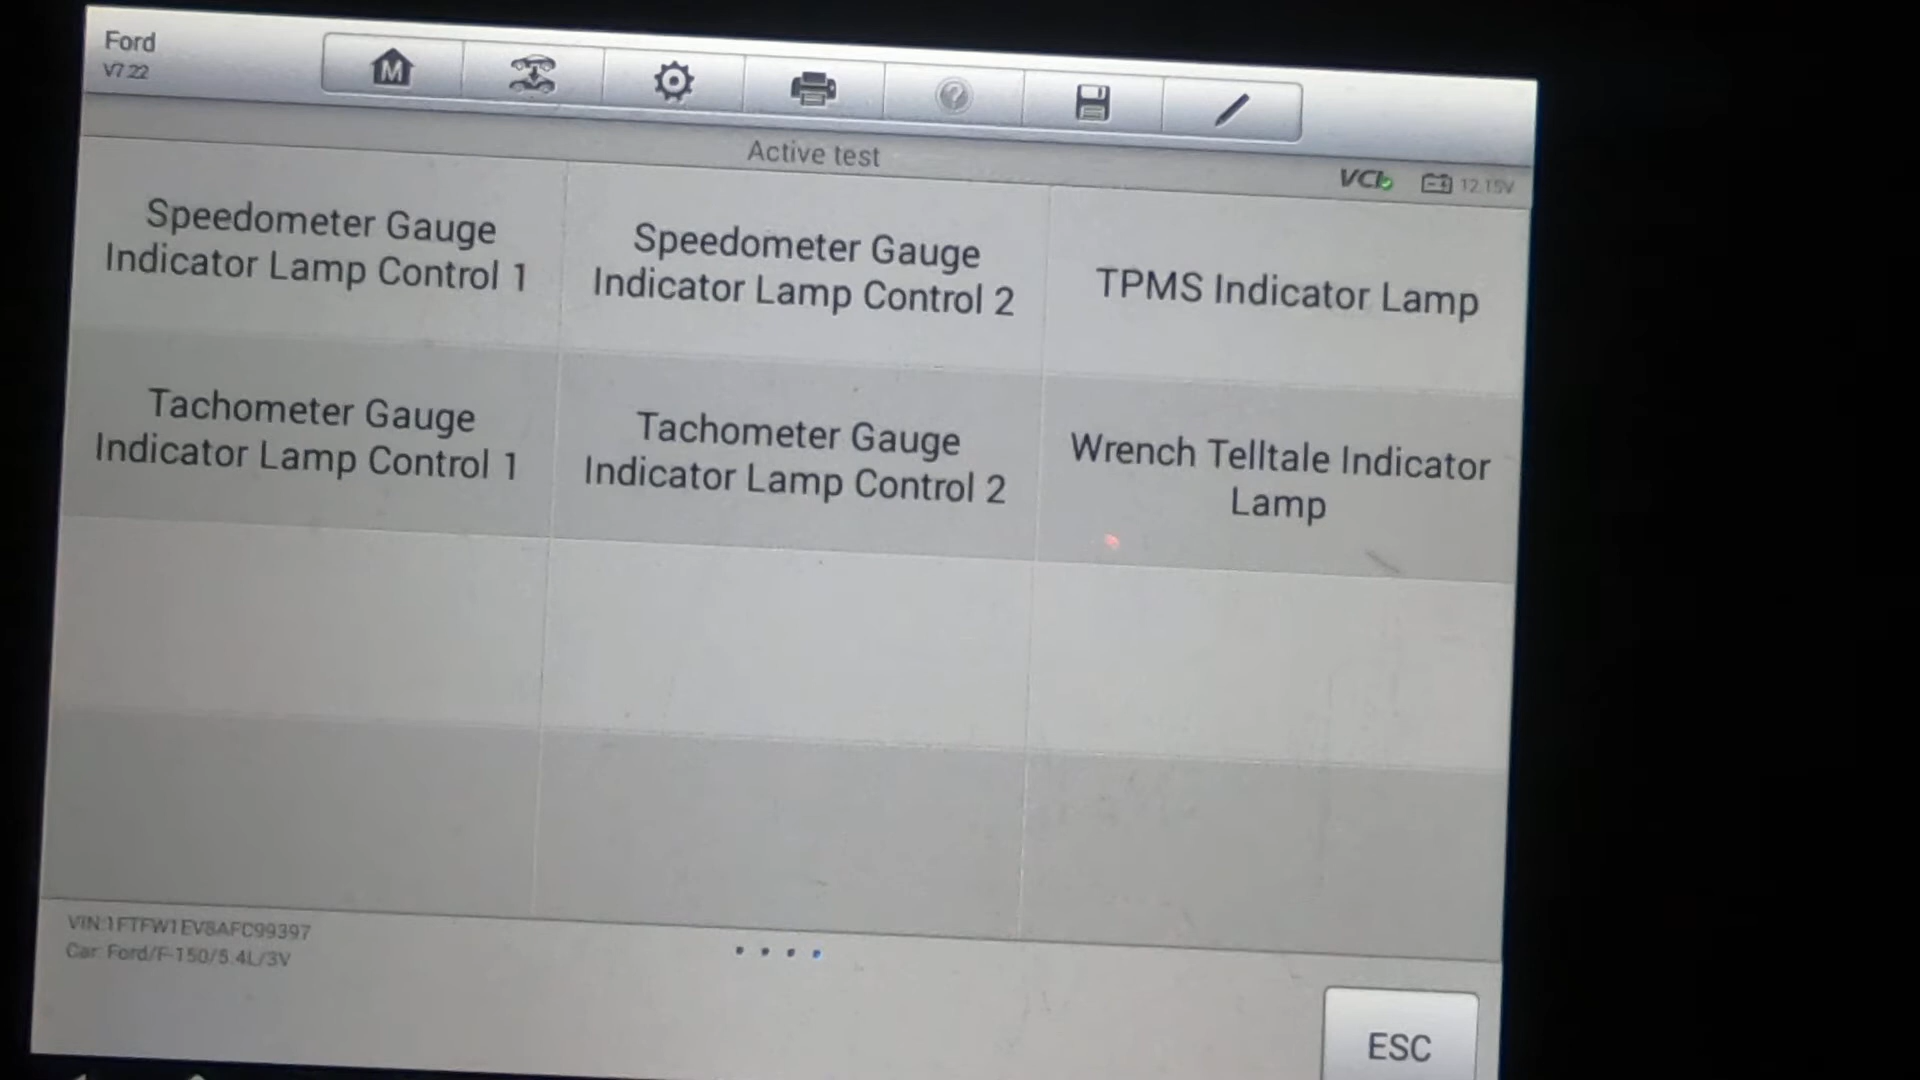 Ford
V7.22
M
Active test
VCI
12.15V
Speedometer Gauge
Indicator Lamp Control 1
Speedometer Gauge
Indicator Lamp Control 2
TPMS Indicator Lamp
Tachometer Gauge
Indicator Lamp Control 1
Tachometer Gauge
Indicator Lamp Control 2
Wrench Telltale Indicator
Lamp
VIN:1FTFW1EV8AFC99397
Car: Ford/F-150/5.4L/3V
ESC